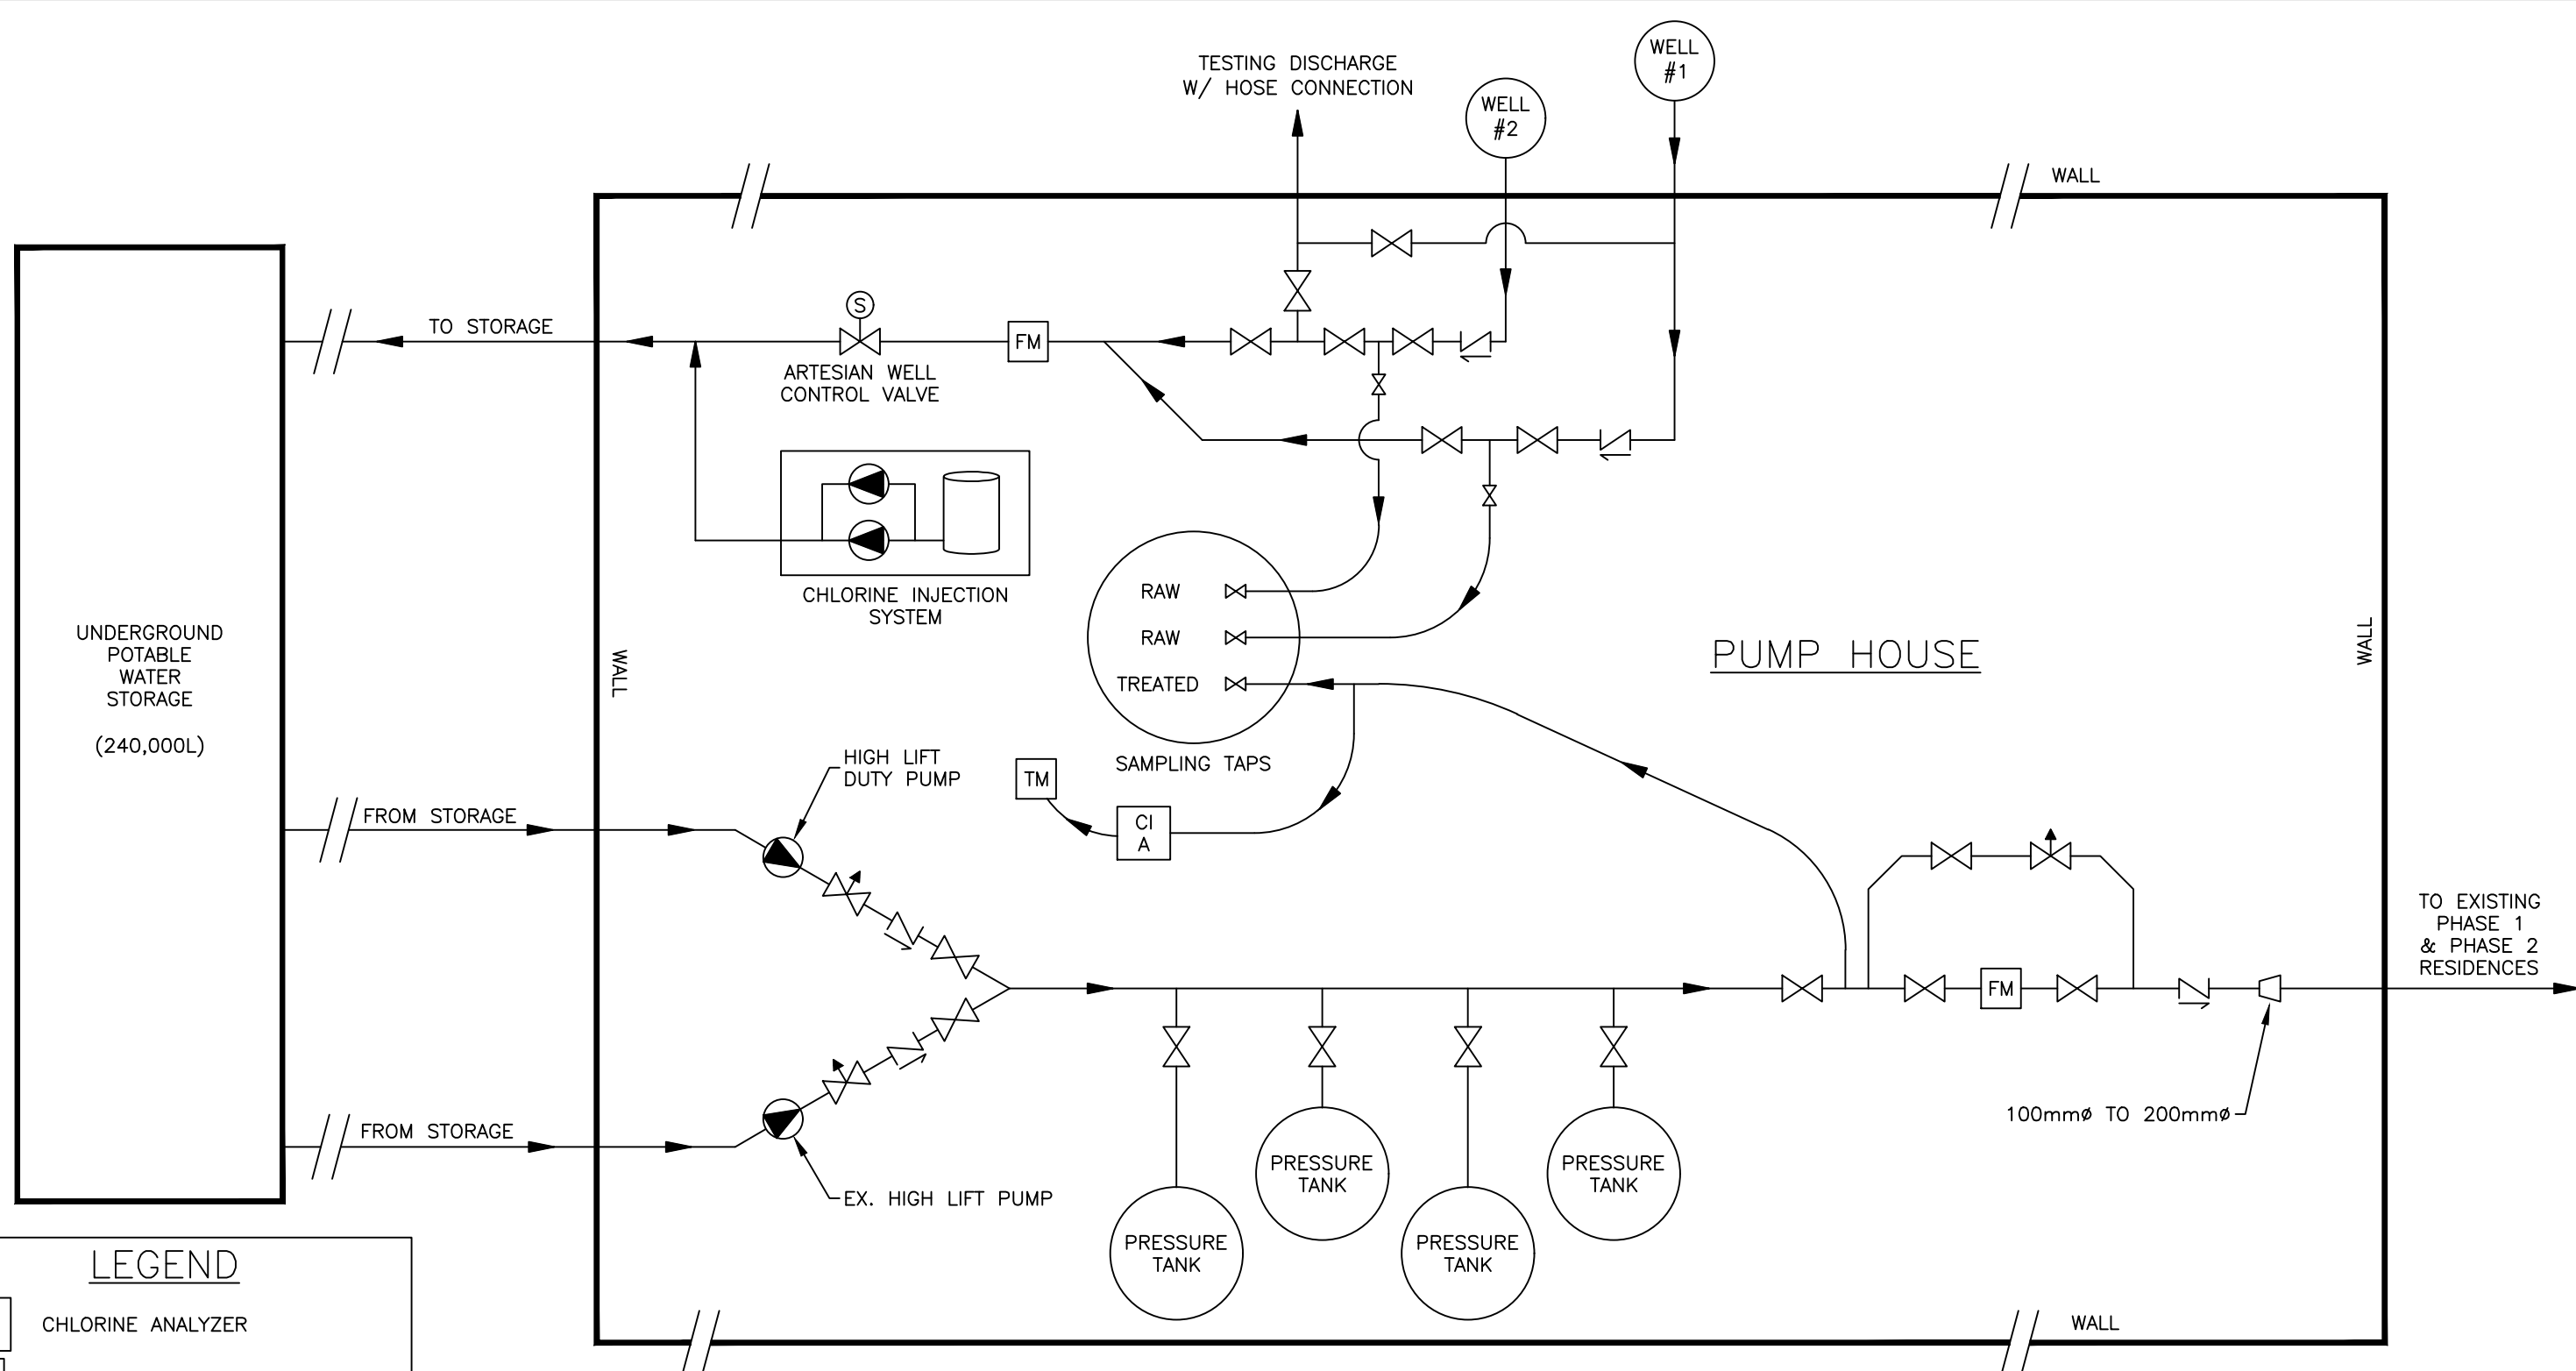 TESTING DISCHARGE
W/ HOSE CONNECTION
WELL
#2
WELL
#1
WALL
TO STORAGE
S
ARTESIAN WELL
CONTROL VALVE
FM
CHLORINE INJECTION
SYSTEM
UNDERGROUND
POTABLE
WATER
STORAGE
(240,000L)
WALL
RAW
RAW
TREATED
SAMPLING TAPS
PUMP HOUSE
WALL
TM
Cl
A
HIGH LIFT
DUTY PUMP
FROM STORAGE
FROM STORAGE
EX. HIGH LIFT PUMP
PRESSURE
TANK
PRESSURE
TANK
PRESSURE
TANK
PRESSURE
TANK
FM
100mmø TO 200mmø
TO EXISTING
PHASE 1
& PHASE 2
RESIDENCES
WALL
LEGEND
CHLORINE ANALYZER